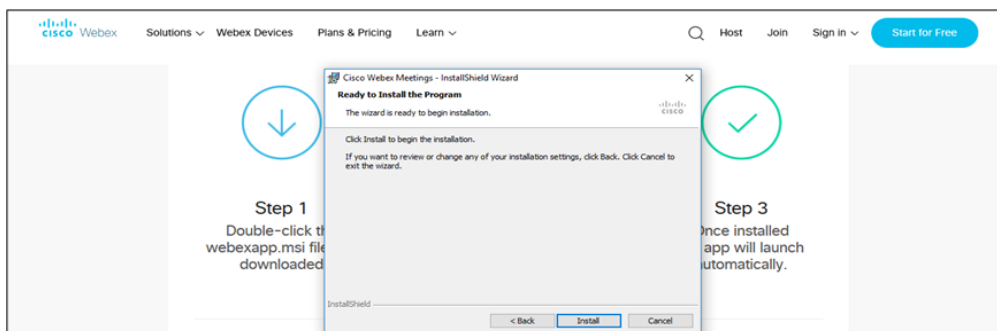 cisco Webex Solutions Webex Devices Plans & Pricing Learn Host Join Sign in Start for Free
Cisco Webex Meetings - InstallShield Wizard
Ready to Install the Program
The wizard is ready to begin installation.
cisco
Click Install to begin the installation.
If you want to review or change any of your installation settings, click Back. Click Cancel to
exit the wizard.
Step 1
Double-click th
webexapp.msi file
downloaded
Step 3
Once installed
app will launch
automatically.
InstallShield
< Back Install Cancel